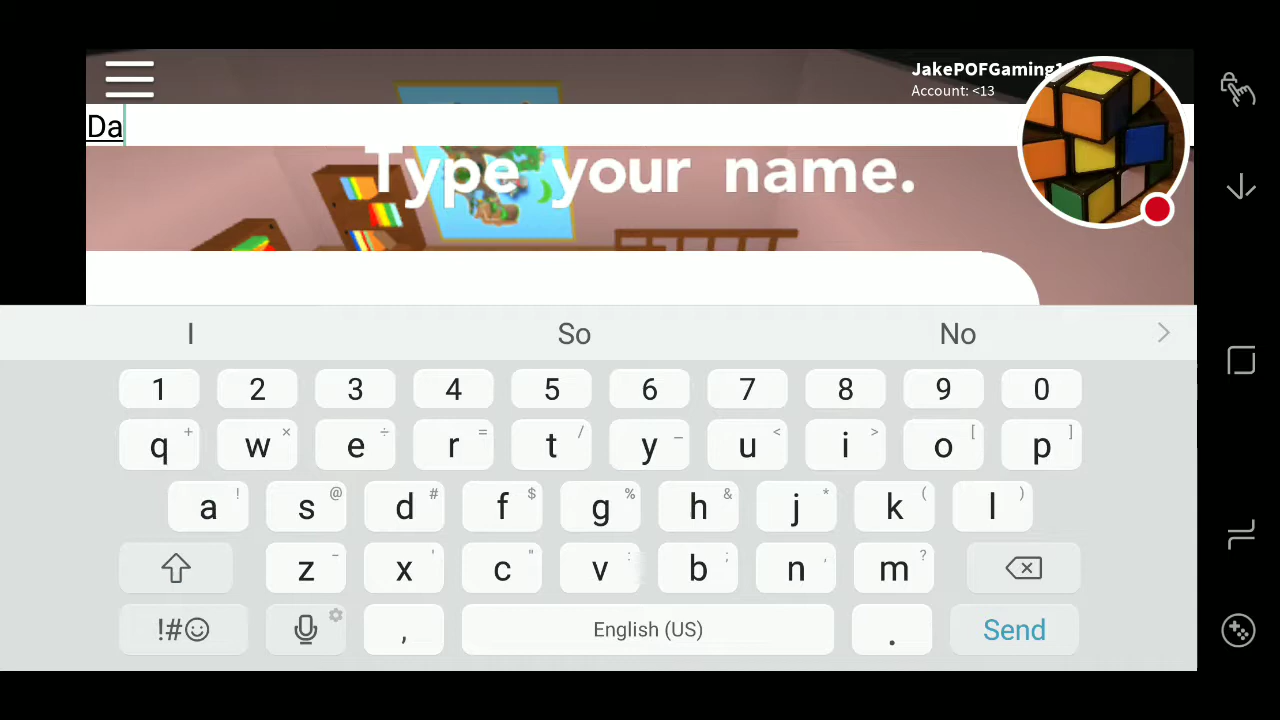 JakePOFGaming1
Account: <13
Da
Type your name.
I So No
1 2 3 4 5 6 7 8 9 0
q + w × e ÷ r = t / y _ u < i > o [ p ]
a ! s @ d # f $ g % h & j * k ( l )
z - x ' c " v : b ; n , m ?
!#☺ , English (US) . Send